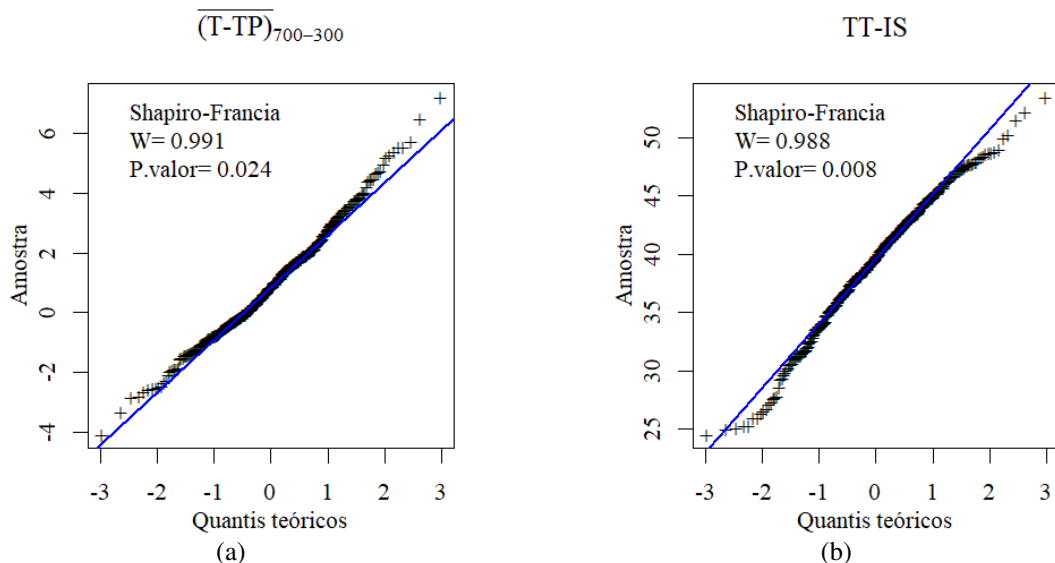 (T-TP)700–300
Shapiro-Francia
W= 0.991
P.valor= 0.024
Amostra
6
4
2
0
-2
-4
-3 -2 -1 0 1 2 3
Quantis teóricos
(a)
TT-IS
Shapiro-Francia
W= 0.988
P.valor= 0.008
Amostra
50
45
40
35
30
25
-3 -2 -1 0 1 2 3
Quantis teóricos
(b)